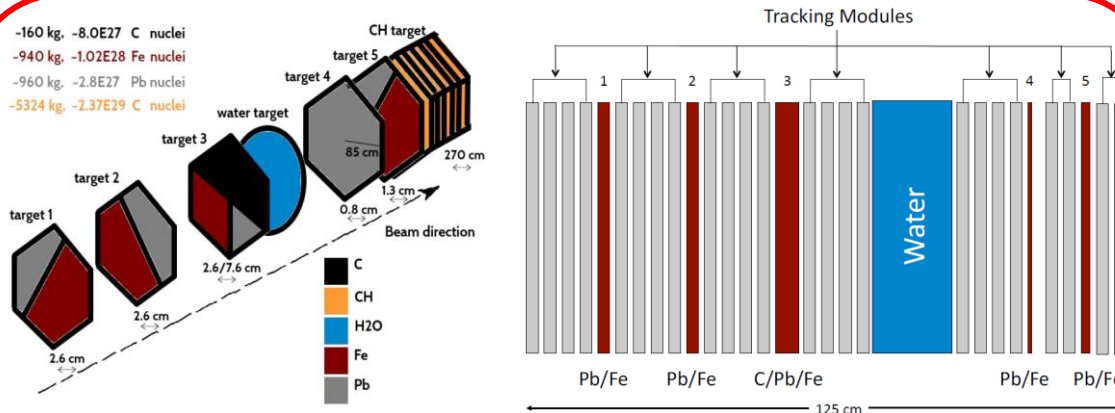 ~160 kg, ~8.0E27 C nuclei
~940 kg, ~1.02E28 Fe nuclei
~960 kg, ~2.8E27 Pb nuclei
~5324 kg, ~2.37E29 C nuclei
CH target
target 5
target 4
water target
target 3
target 2
target 1
85 cm
270 cm
1.3 cm
0.8 cm
Beam direction
2.6/7.6 cm
2.6 cm
2.6 cm
C
CH
H2O
Fe
Pb
Tracking Modules
1 2 3 4 5
Water
Pb/Fe Pb/Fe C/Pb/Fe Pb/Fe Pb/Fe
125 cm